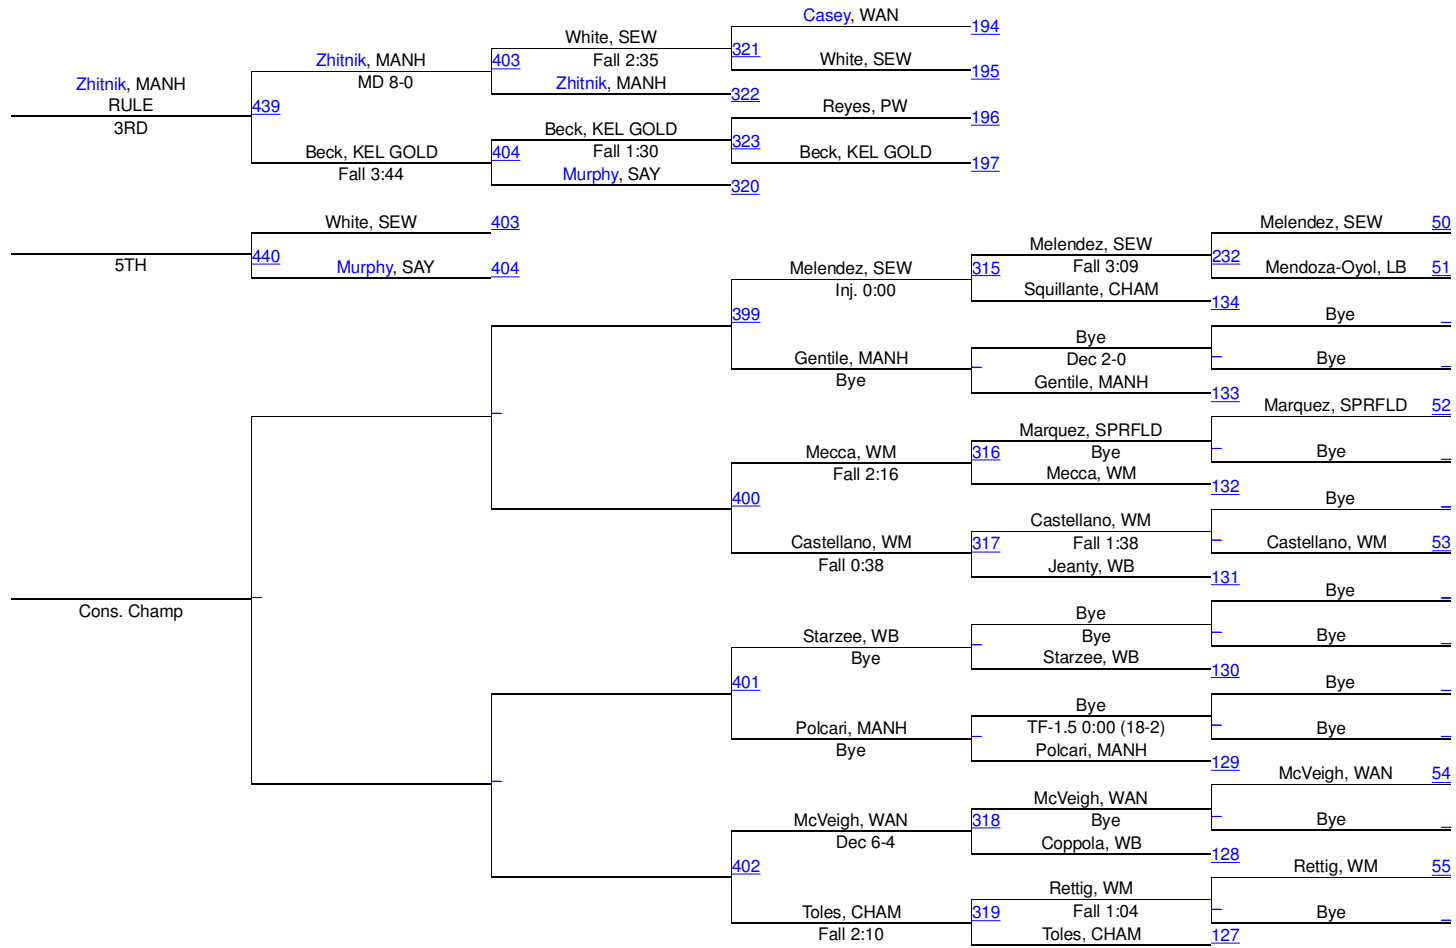 Casey, WAN
194
White, SEW
321
Fall 2:35
White, SEW
195
Zhitnik, MANH
403
MD 8-0
Zhitnik, MANH
322
Zhitnik, MANH
RULE
439
3RD
Reyes, PW
196
Beck, KEL GOLD
323
Fall 1:30
Beck, KEL GOLD
197
Beck, KEL GOLD
404
Fall 3:44
Murphy, SAY
320
White, SEW
403
440
5TH
Murphy, SAY
404
Melendez, SEW
50
Melendez, SEW
232
Fall 3:09
Mendoza-Oyol, LB
51
Melendez, SEW
315
Inj. 0:00
Squillante, CHAM
134
399
Bye
Bye
Dec 2-0
Bye
Gentile, MANH
Bye
Gentile, MANH
133
Marquez, SPRFLD
52
Marquez, SPRFLD
Bye
Bye
Mecca, WM
316
Fall 2:16
Mecca, WM
132
400
Bye
Castellano, WM
Fall 1:38
Castellano, WM
53
Castellano, WM
317
Fall 0:38
Jeanty, WB
131
Cons. Champ
Bye
Bye
Bye
Bye
Starzee, WB
Bye
Starzee, WB
130
401
Bye
Bye
TF-1.5 0:00 (18-2)
Bye
Polcari, MANH
Bye
Polcari, MANH
129
McVeigh, WAN
54
McVeigh, WAN
Bye
Bye
McVeigh, WAN
318
Dec 6-4
Coppola, WB
128
402
Rettig, WM
55
Rettig, WM
Fall 1:04
Bye
Toles, CHAM
319
Fall 2:10
Toles, CHAM
127